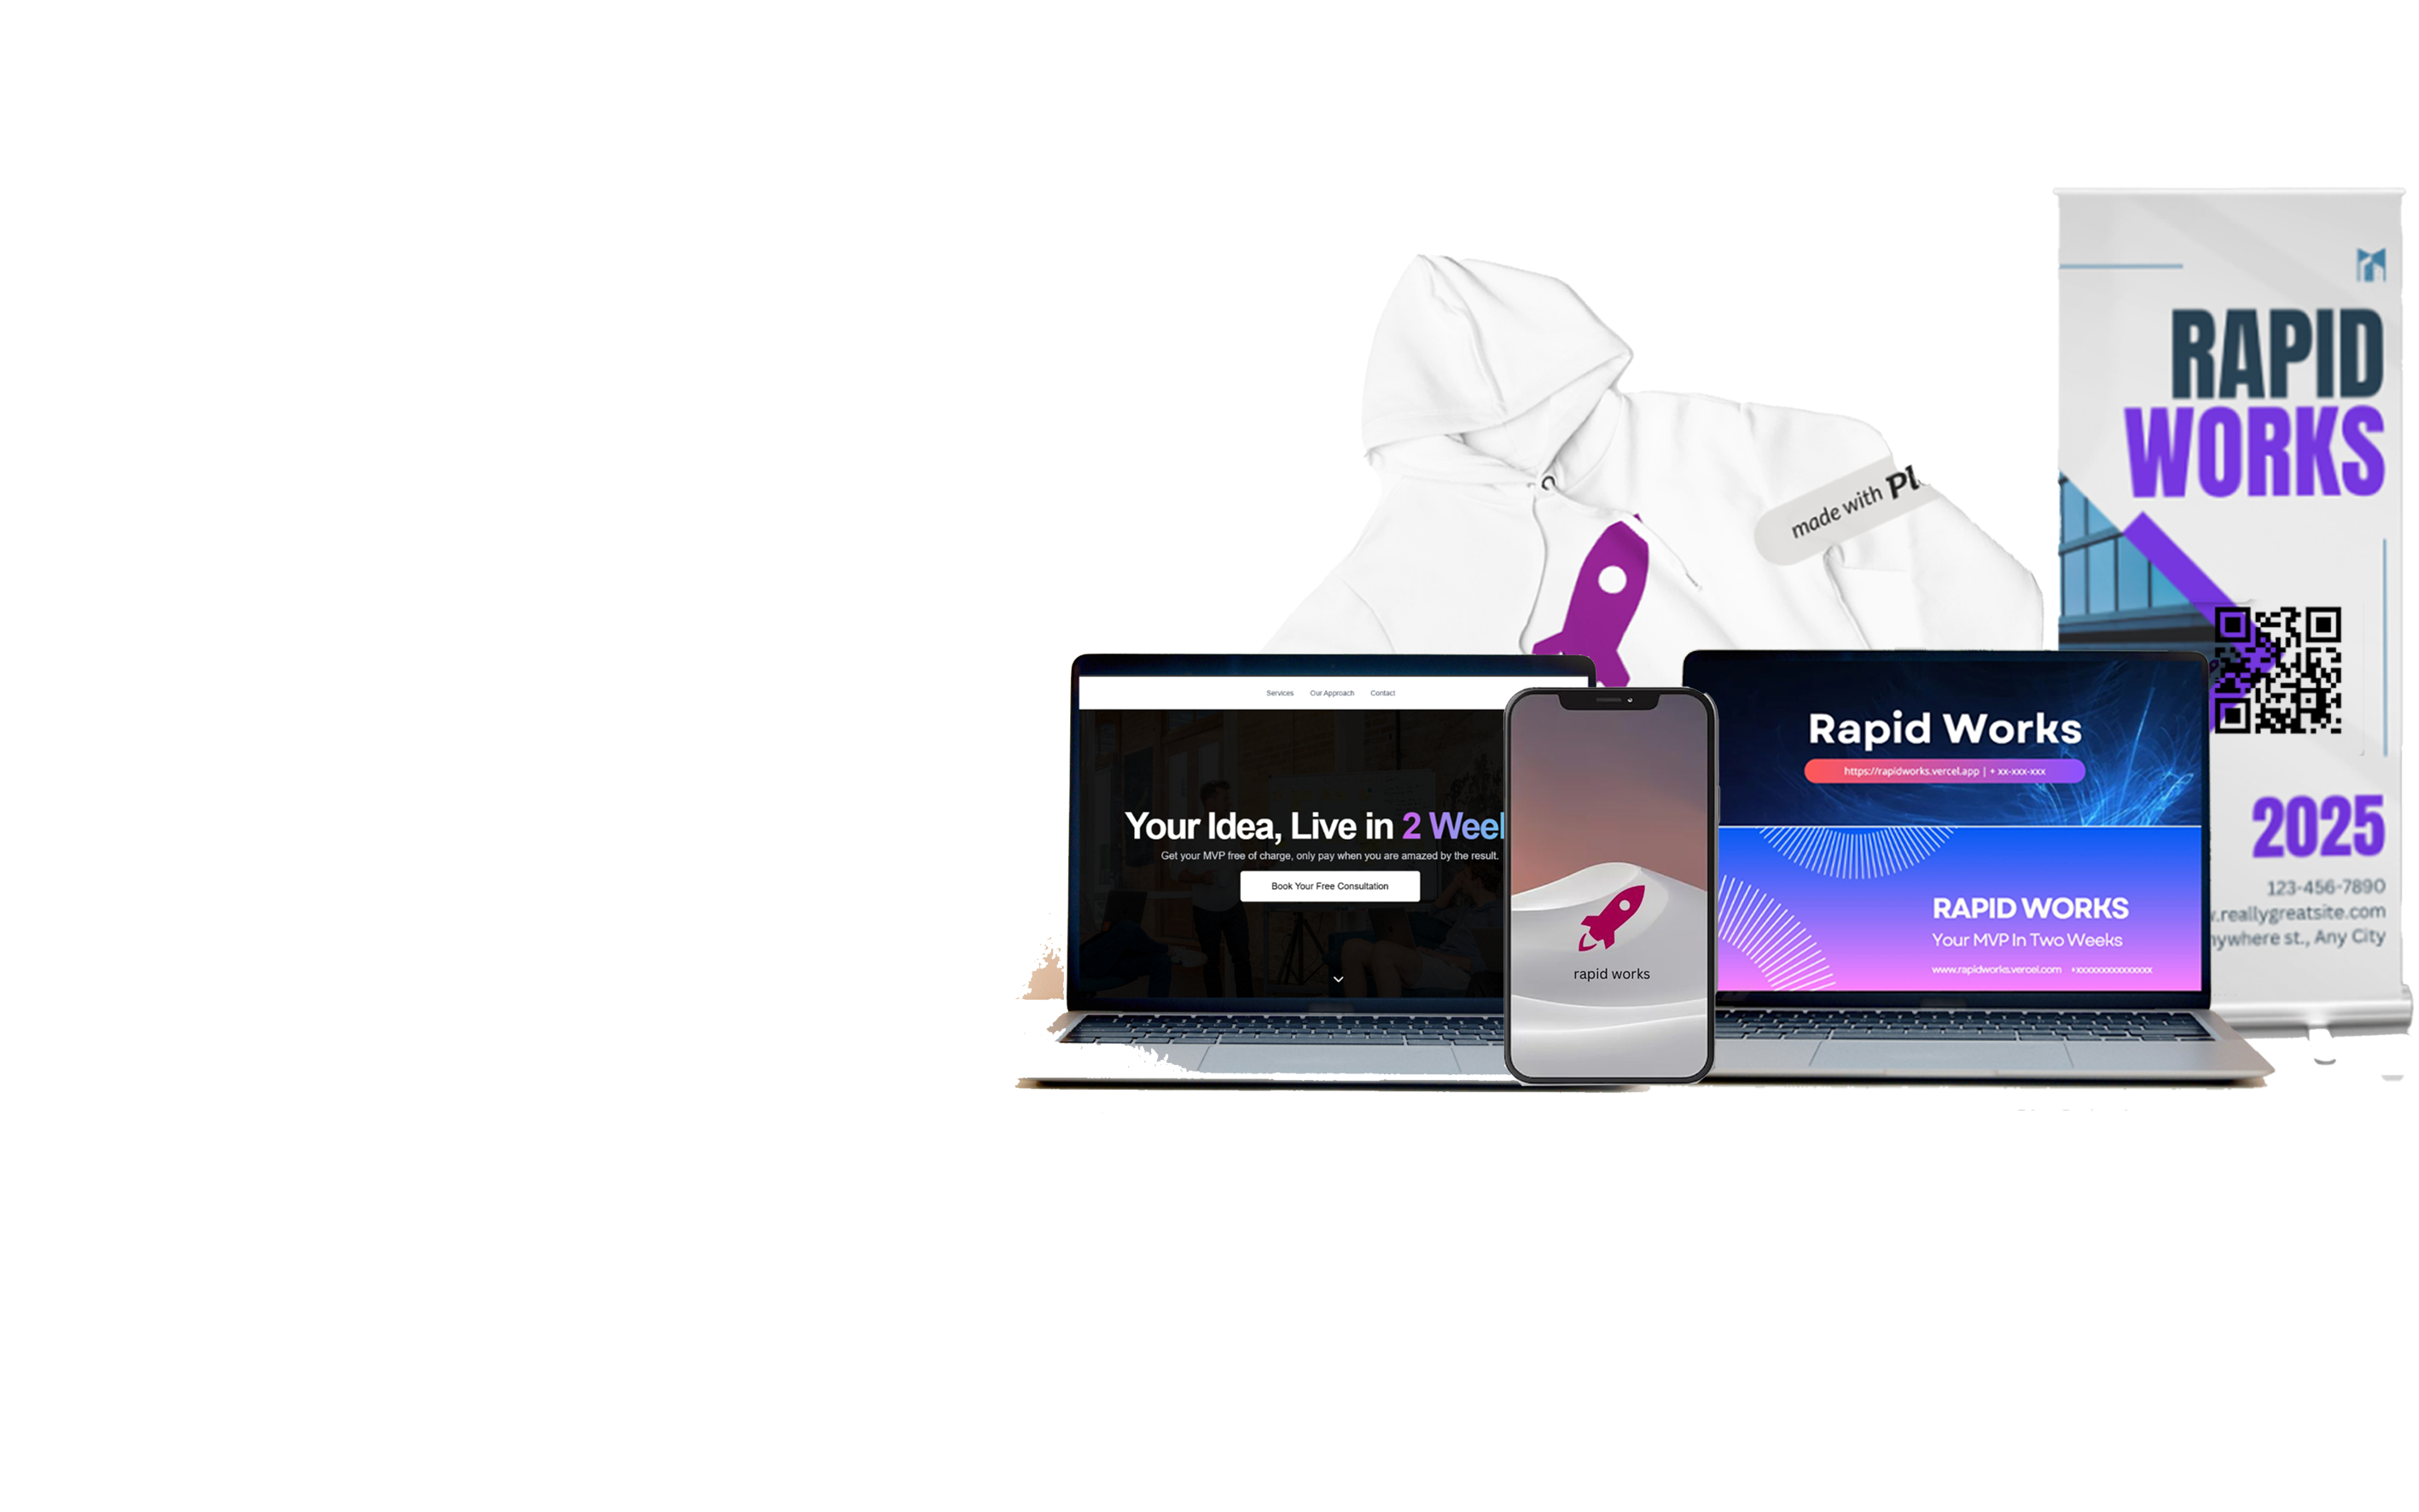 made with Pl
RAPID
WORKS
2025
123-456-7890
.reallygreatsite.com
st., Any City
Services Our Approach Contact
Your Idea, Live in 2 Week
Get your MVP free of charge, only pay when you are amazed by the result.
Book Your Free Consultation
rapid works
Rapid Works
https://rapidworks.vercel.app | + xx-xxx-xxx
RAPID WORKS
Your MVP In Two Weeks
www.rapidworks.vercel.com +xxxxxxxxxxxxxxx